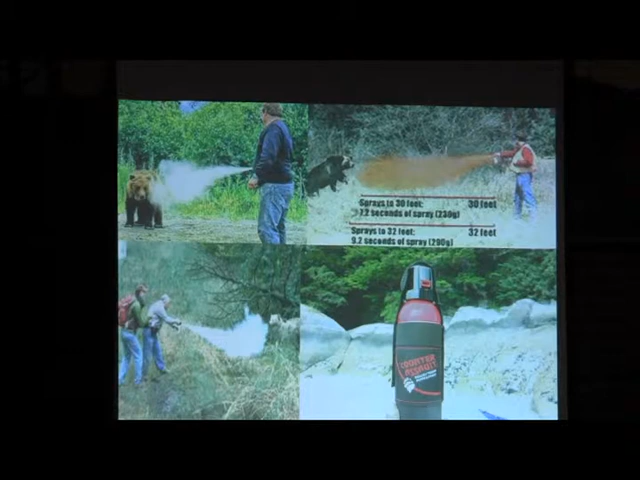 Sprays to 30 feet: 30 feet
7.2 seconds of spray (230g)
Sprays to 32 feet: 32 feet
9.2 seconds of spray (290g)
COUNTER
ASSAULT